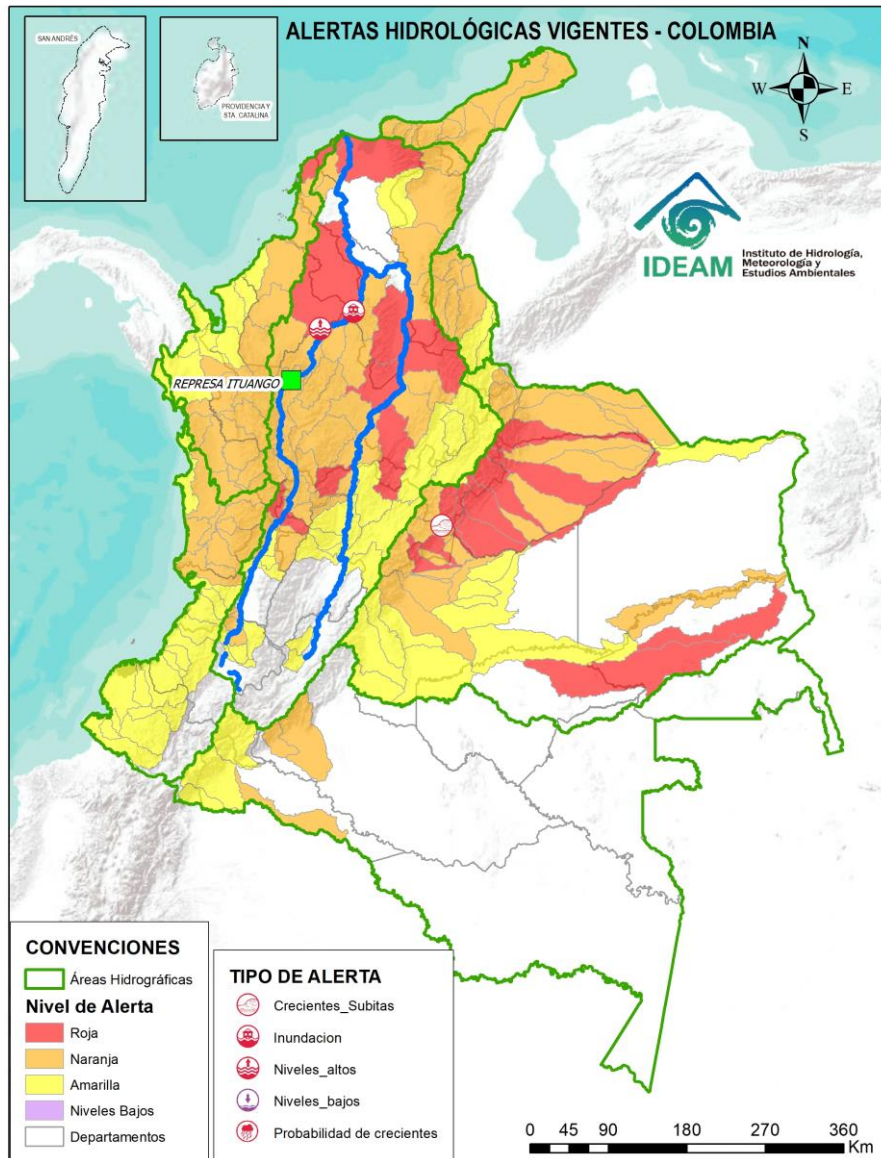 ALERTAS HIDROLÓGICAS VIGENTES - COLOMBIA
SAN ANDRÉS
PROVIDENCIA Y
STA. CATALINA
N
W E
S
IDEAM
Instituto de Hidrología,
Meteorología y
Estudios Ambientales
REPRESA ITUANGO
CONVENCIONES
Áreas Hidrográficas
Nivel de Alerta
Roja
Naranja
Amarilla
Niveles Bajos
Departamentos
TIPO DE ALERTA
Crecientes_Subitas
Inundacion
Niveles_altos
Niveles_bajos
Probabilidad de crecientes
0 45 90 180 270 360
Km